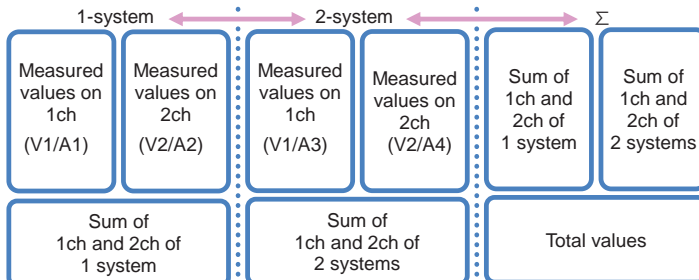 1-system
2-system
Σ
Measured
values on
1ch
(V1/A1)
Measured
values on
2ch
(V2/A2)
Measured
values on
1ch
(V1/A3)
Measured
values on
2ch
(V2/A4)
Sum of
1ch and
2ch of
1 system
Sum of
1ch and
2ch of
2 systems
Sum of
1ch and 2ch of
1 system
Sum of
1ch and 2ch of
2 systems
Total values